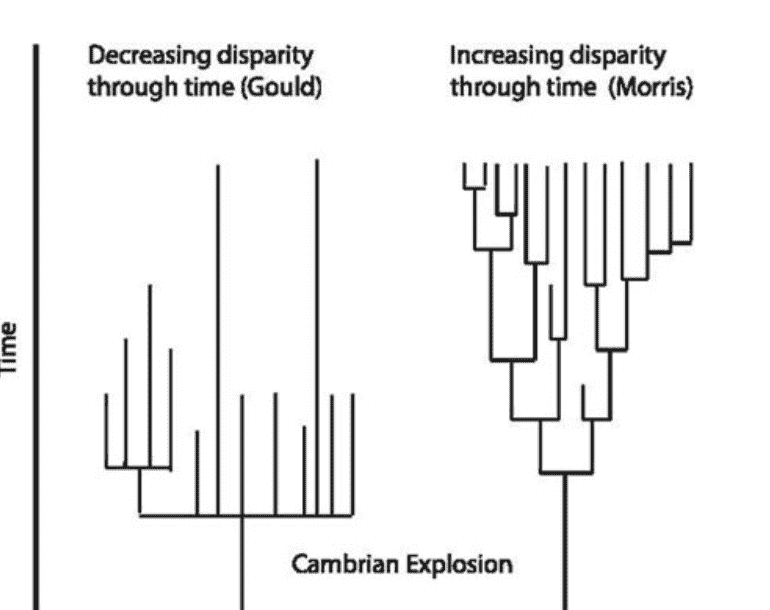 Decreasing disparity
through time (Gould)
Increasing disparity
through time (Morris)
Time
Cambrian Explosion